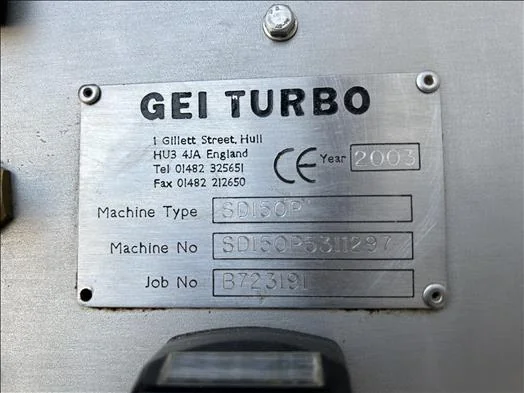 GEI TURBO
1 Gillett Street, Hull
HU3 4JA England
Tel 01482 325651
Fax 01482 212650
CE Year 2003
Machine Type SD150P
Machine No SD150P5311297
Job No B723191